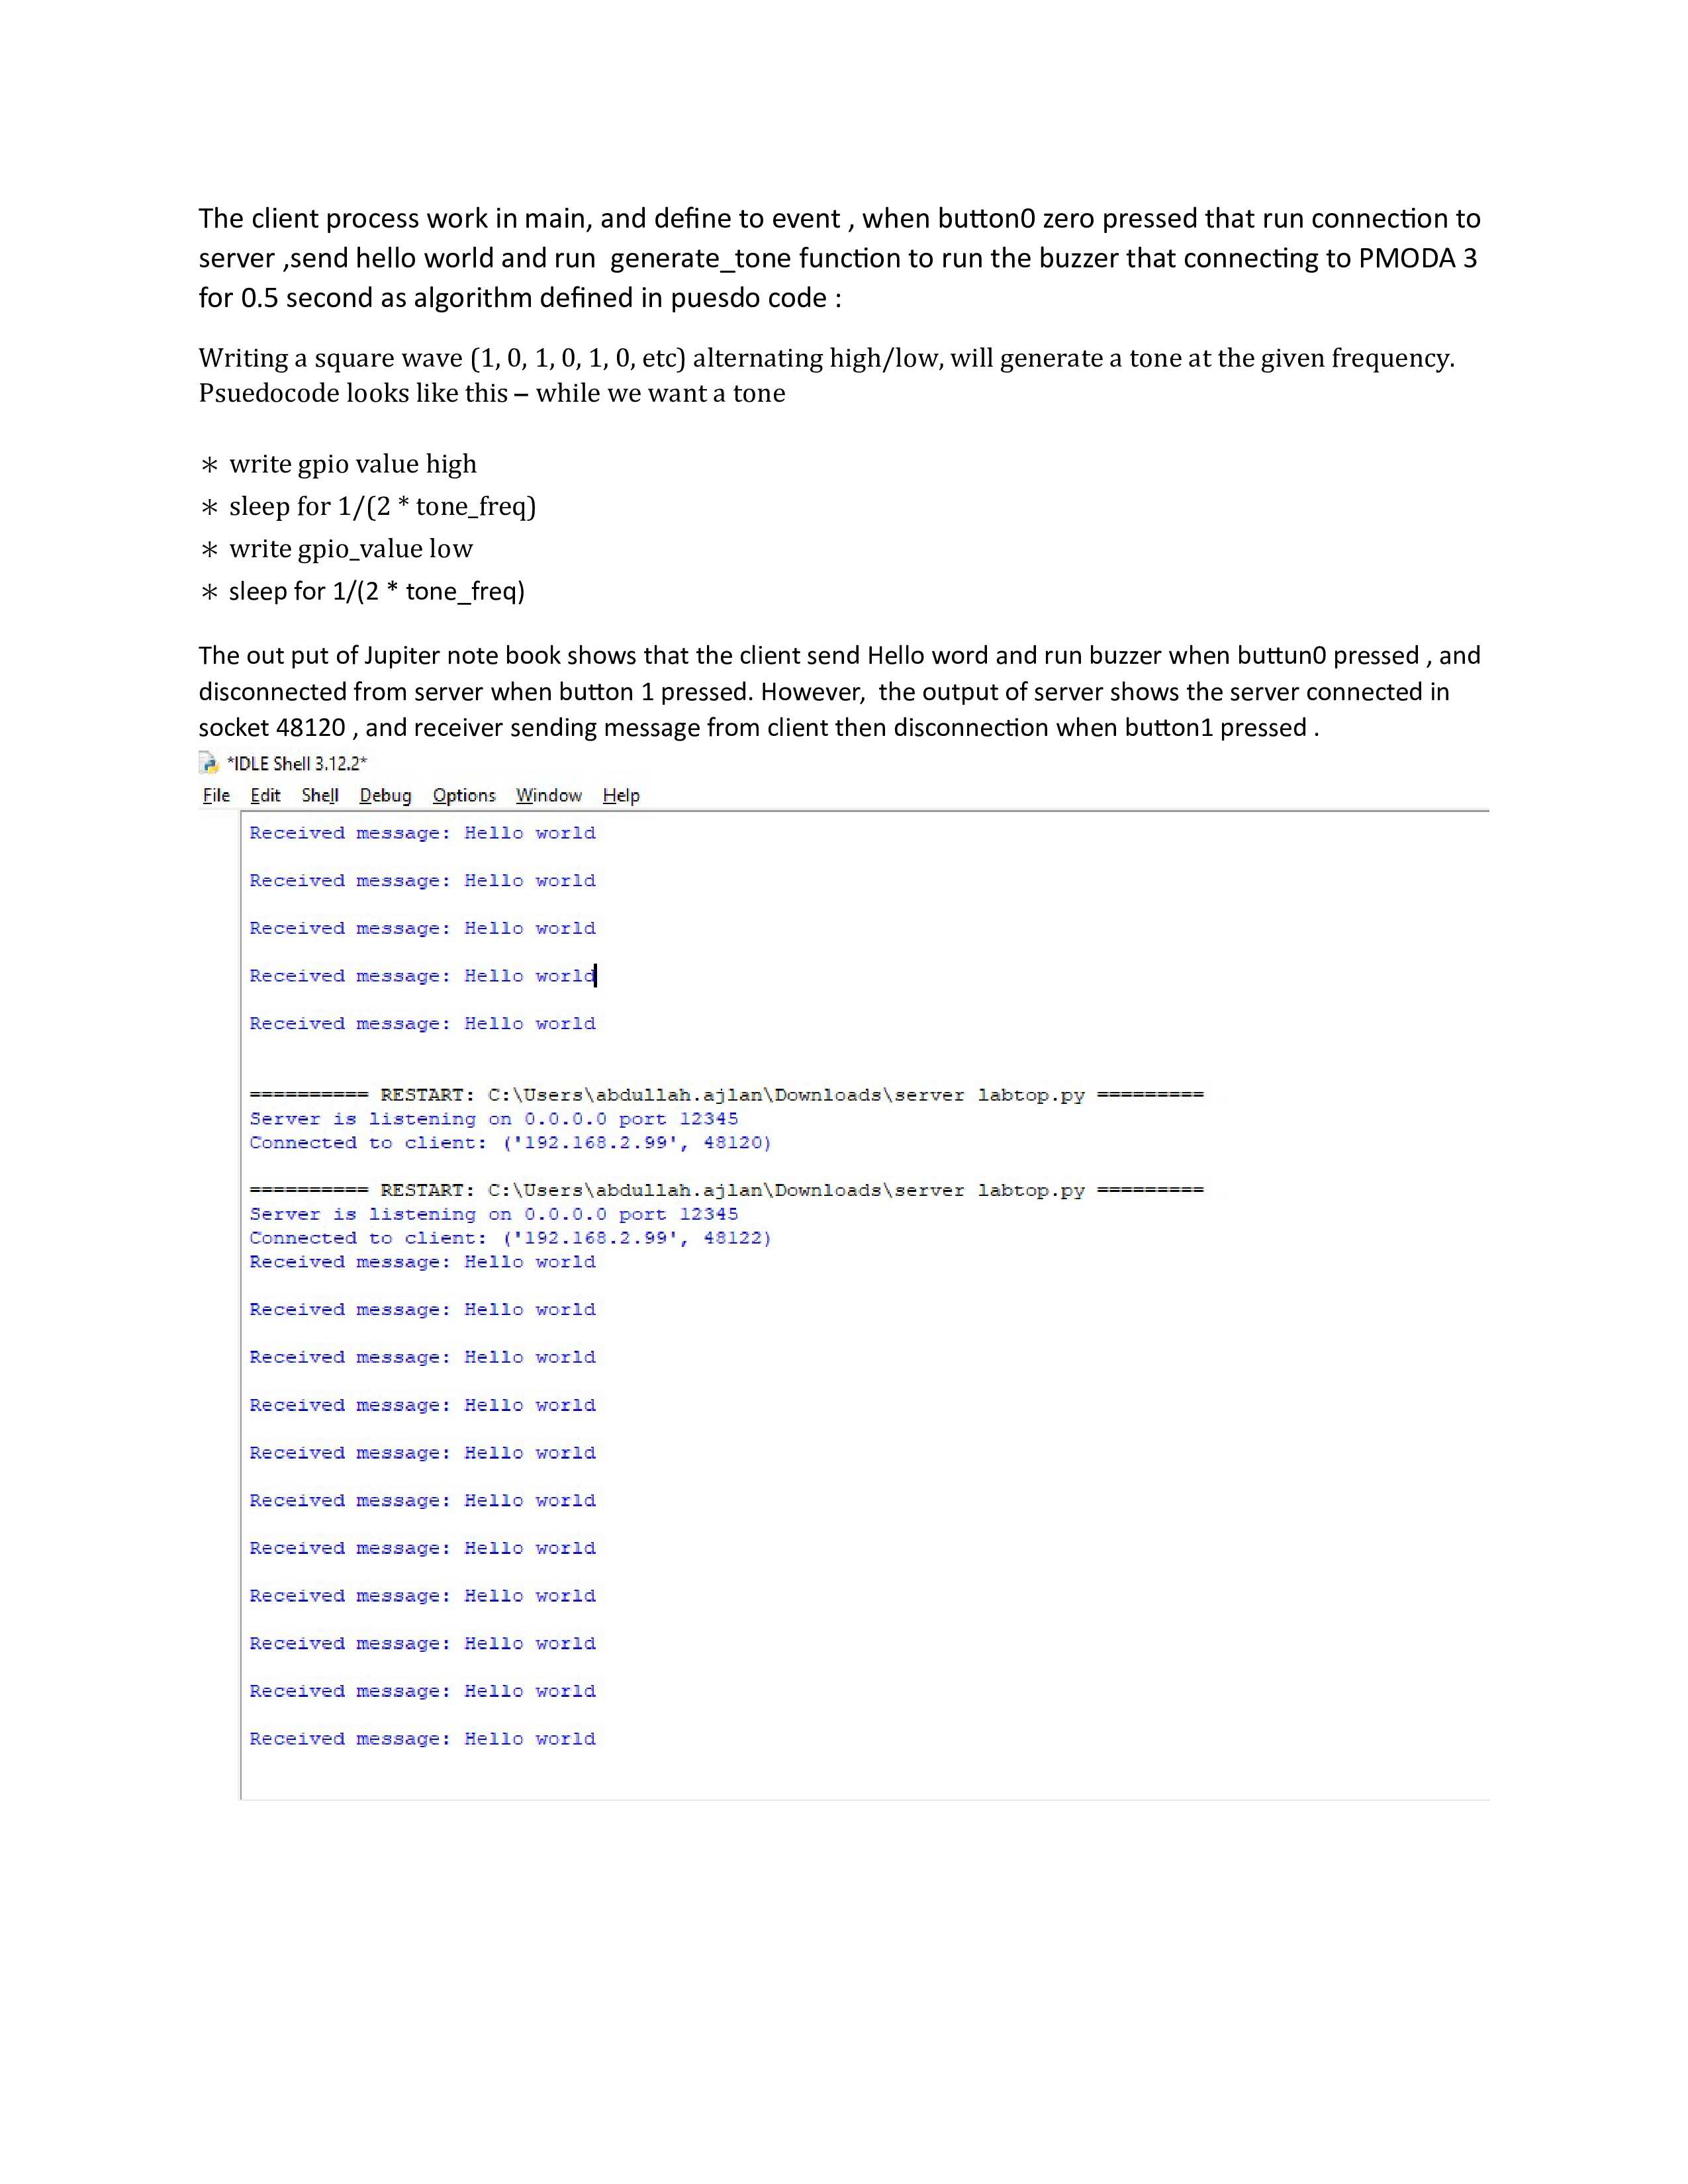 The client process work in main, and define to event , when button0 zero pressed that run connection to
server ,send hello world and run  generate_tone function to run the buzzer that connecting to PMODA 3
for 0.5 second as algorithm defined in puesdo code :
Writing a square wave (1, 0, 1, 0, 1, 0, etc) alternating high/low, will generate a tone at the given frequency.
Psuedocode looks like this – while we want a tone
∗ write gpio value high
∗ sleep for 1/(2 * tone_freq)
∗ write gpio_value low
∗ sleep for 1/(2 * tone_freq)
The out put of Jupiter note book shows that the client send Hello word and run buzzer when buttun0 pressed , and
disconnected from server when button 1 pressed. However,  the output of server shows the server connected in
socket 48120 , and receiver sending message from client then disconnection when button1 pressed .
*IDLE Shell 3.12.2*
File Edit Shell Debug Options Window Help
Received message: Hello world
Received message: Hello world
Received message: Hello world
Received message: Hello world
Received message: Hello world
========== RESTART: C:\Users\abdullah.ajlan\Downloads\server labtop.py =========
Server is listening on 0.0.0.0 port 12345
Connected to client: ('192.168.2.99', 48120)
========== RESTART: C:\Users\abdullah.ajlan\Downloads\server labtop.py =========
Server is listening on 0.0.0.0 port 12345
Connected to client: ('192.168.2.99', 48122)
Received message: Hello world
Received message: Hello world
Received message: Hello world
Received message: Hello world
Received message: Hello world
Received message: Hello world
Received message: Hello world
Received message: Hello world
Received message: Hello world
Received message: Hello world
Received message: Hello world